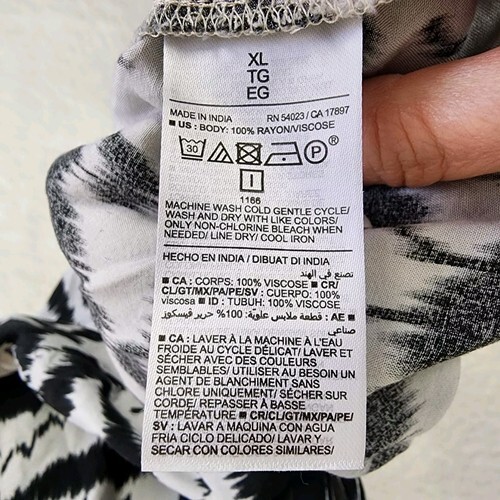 XL
TG
EG
MADE IN INDIA RN 54023 / CA 17897
■ US : BODY: 100% RAYON/VISCOSE
30 P ®
I
1166
MACHINE WASH COLD GENTLE CYCLE/
WASH AND DRY WITH LIKE COLORS/
ONLY NON-CHLORINE BLEACH WHEN
NEEDED/ LINE DRY/ COOL IRON
HECHO EN INDIA / DIBUAT DI INDIA
تصنع في الهند
■ CA : CORPS: 100% VISCOSE ■ CR/
CL/GT/MX/PA/PE/SV : CUERPO: 100%
viscosa ■ ID : TUBUH: 100% VISCOSE
■ AE : قطعة ملابس علويّة: 100% حرير فيسكوز
صناعي
■ CA : LAVER À LA MACHINE À L'EAU
FROIDE AU CYCLE DÉLICAT/ LAVER ET
SÉCHER AVEC DES COULEURS
SEMBLABLES/ UTILISER AU BESOIN UN
AGENT DE BLANCHIMENT SANS
CHLORE UNIQUEMENT/ SÉCHER SUR
CORDE/ REPASSER À BASSE
TEMPÉRATURE ■ CR/CL/GT/MX/PA/PE/
SV : LAVAR A MAQUINA CON AGUA
FRÍA CICLO DELICADO/ LAVAR Y
SECAR CON COLORES SIMILARES/